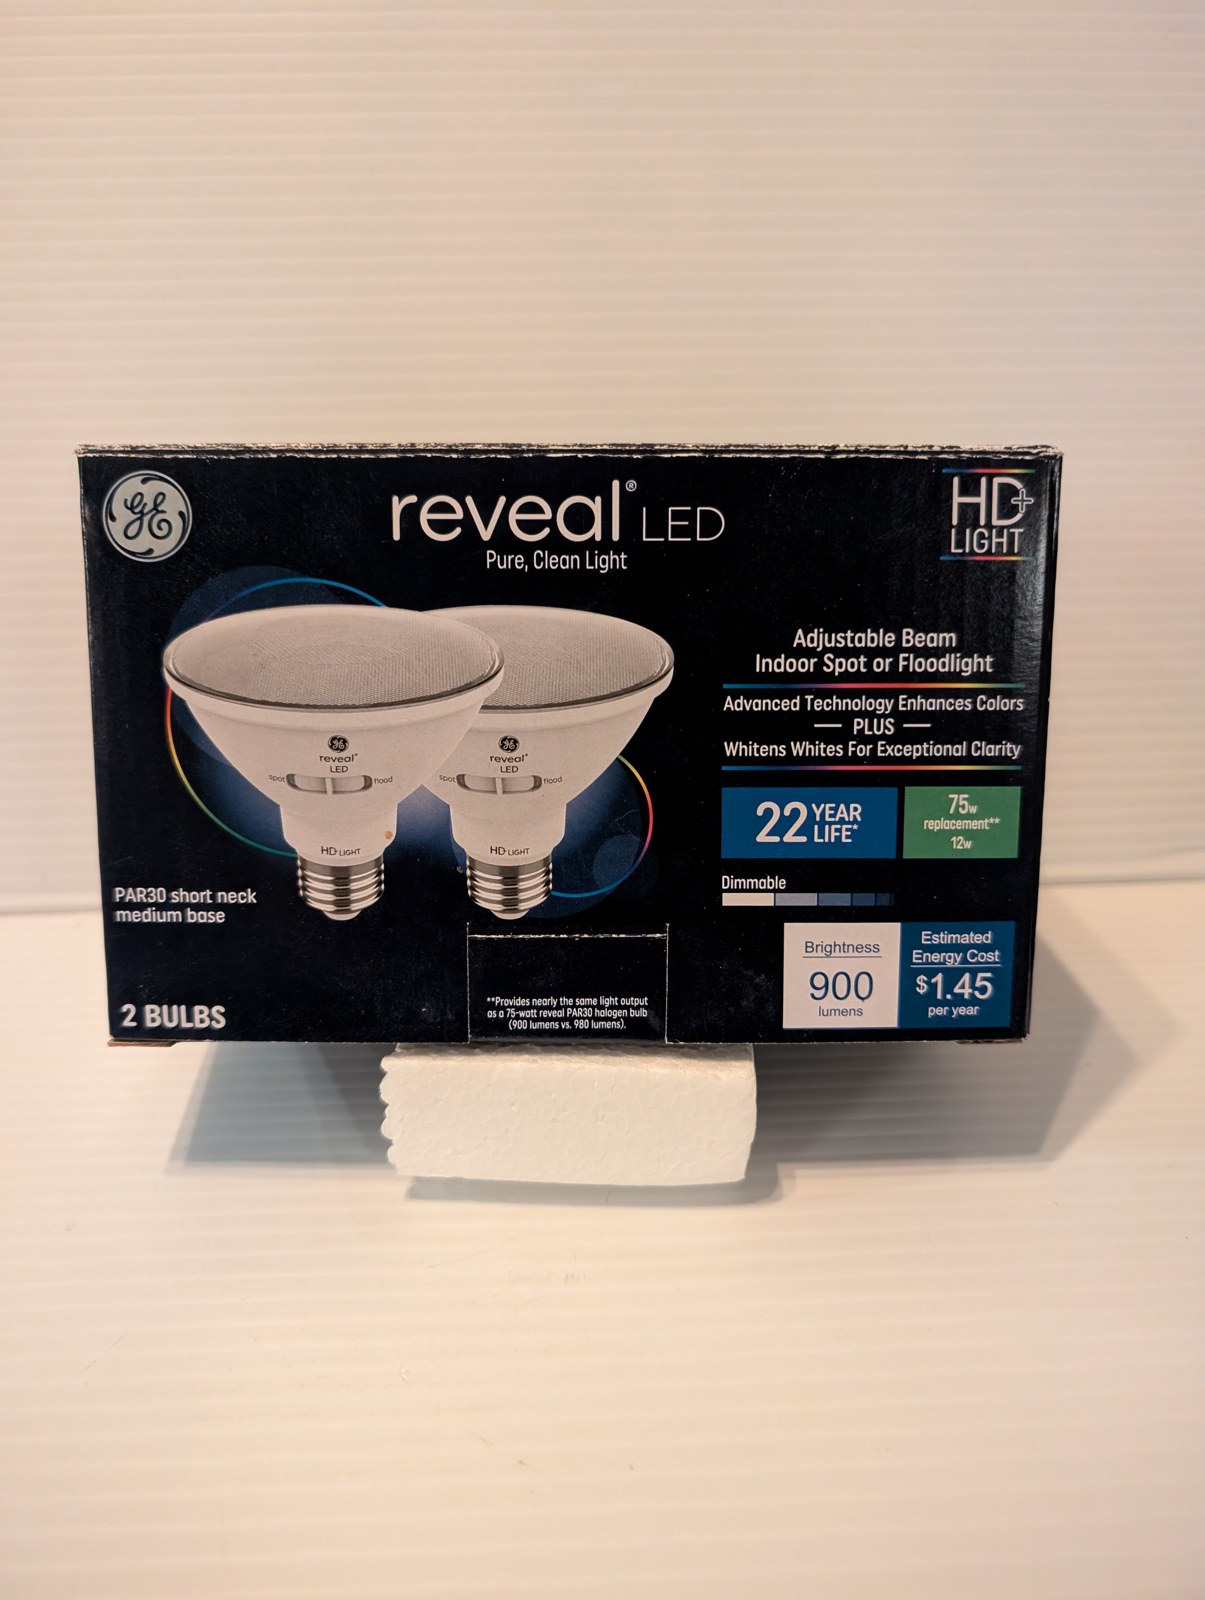 GE
reveal® LED
Pure, Clean Light
HD+
LIGHT
Adjustable Beam
Indoor Spot or Floodlight
Advanced Technology Enhances Colors
— PLUS —
Whitens Whites For Exceptional Clarity
GE
reveal®
LED
spot flood
HD+ LIGHT
GE
reveal®
LED
spot flood
HD+ LIGHT
22 YEAR
LIFE*
75w
replacement**
12w
Dimmable
PAR30 short neck
medium base
Brightness
900
lumens
Estimated
Energy Cost
$1.45
per year
2 BULBS
**Provides nearly the same light output
as a 75-watt reveal PAR30 halogen bulb
(900 lumens vs. 980 lumens).